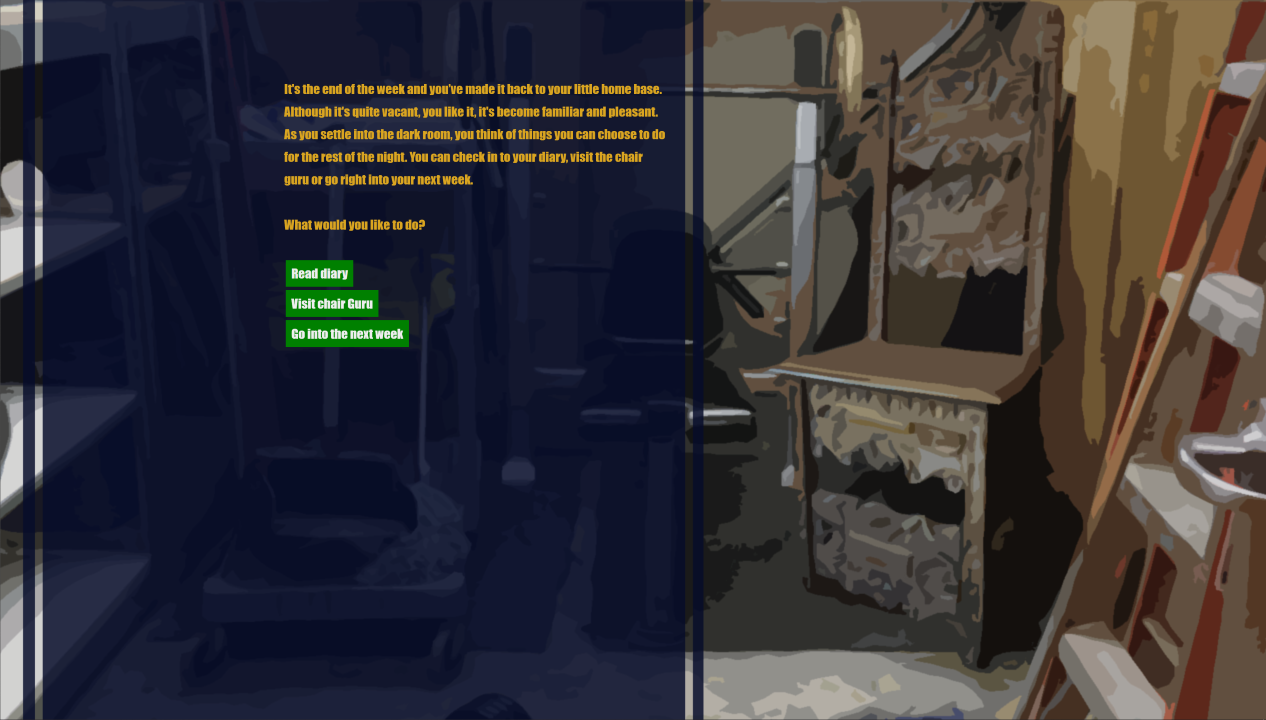 It's the end of the week and you've made it back to your little home base.
Although it's quite vacant, you like it, it's become familiar and pleasant.
As you settle into the dark room, you think of things you can choose to do
for the rest of the night. You can check in to your diary, visit the chair
guru or go right into your next week.
What would you like to do?
Read diary
Visit chair Guru
Go into the next week